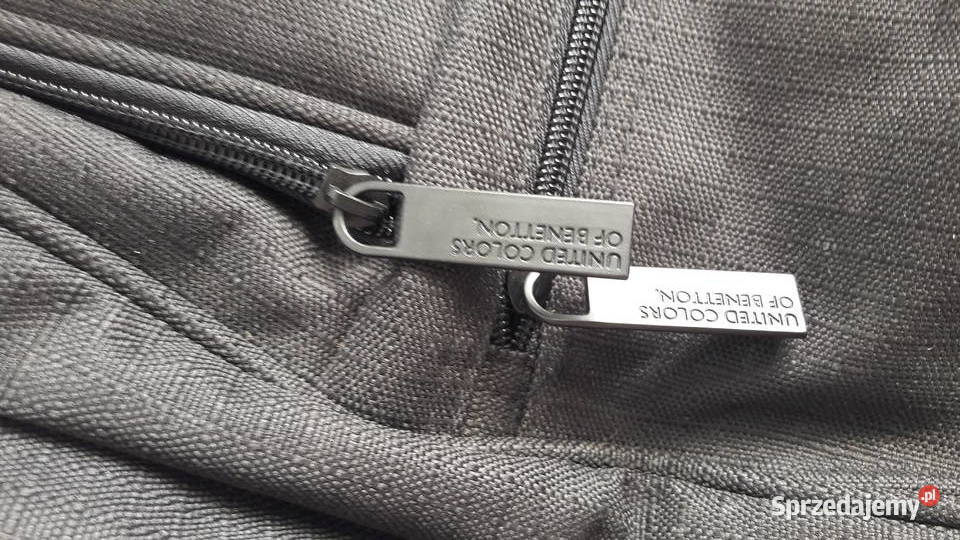 UNITED COLORS
OF BENETTON.
UNITED COLORS
OF BENETTON.
Sprzedajemy.pl